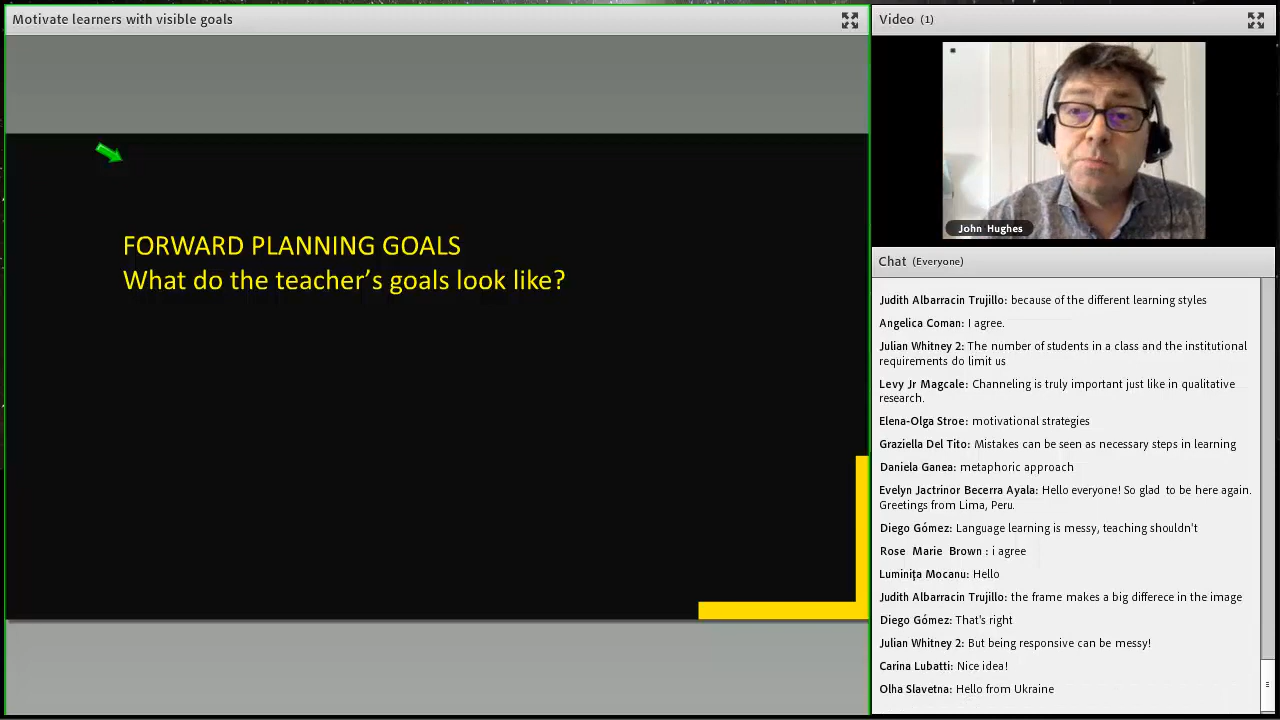 Motivate learners with visible goals
FORWARD PLANNING GOALS
What do the teacher’s goals look like?
Video (1)
John Hughes
Chat (Everyone)
Judith Albarracin Trujillo: because of the different learning styles
Angelica Coman: I agree.
Julian Whitney 2: The number of students in a class and the institutional
requirements do limit us
Levy Jr Magcale: Channeling is truly important just like in qualitative
research.
Elena-Olga Stroe: motivational strategies
Graziella Del Tito: Mistakes can be seen as necessary steps in learning
Daniela Ganea: metaphoric approach
Evelyn Jactrinor Becerra Ayala: Hello everyone! So glad to be here again.
Greetings from Lima, Peru.
Diego Gómez: Language learning is messy, teaching shouldn't
Rose Marie Brown : i agree
Luminiţa Mocanu: Hello
Judith Albarracin Trujillo: the frame makes a big differece in the image
Diego Gómez: That's right
Julian Whitney 2: But being responsive can be messy!
Carina Lubatti: Nice idea!
Olha Slavetna: Hello from Ukraine